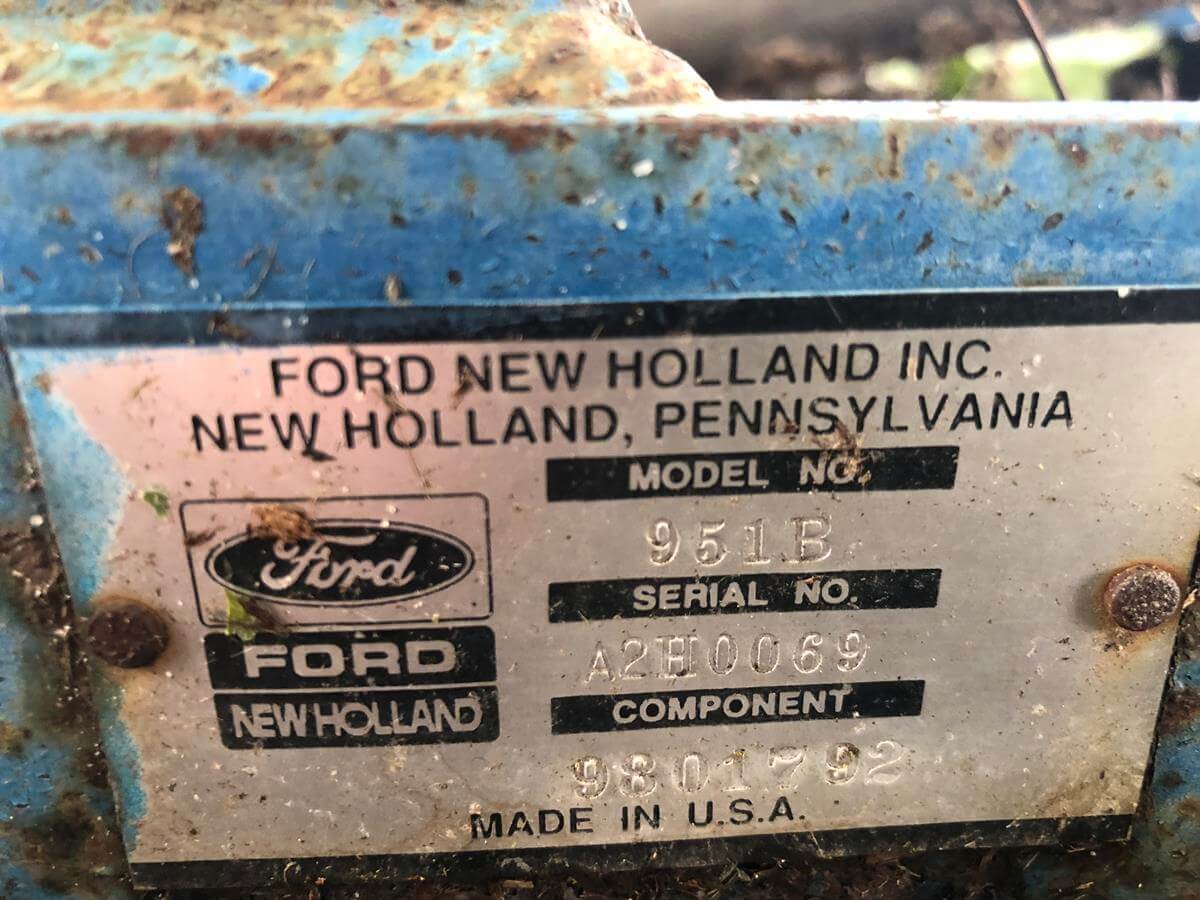 FORD NEW HOLLAND INC.
NEW HOLLAND, PENNSYLVANIA
MODEL NO.
951B
SERIAL NO.
A2H0069
COMPONENT
9801792
MADE IN U.S.A.
Ford
FORD
NEW HOLLAND